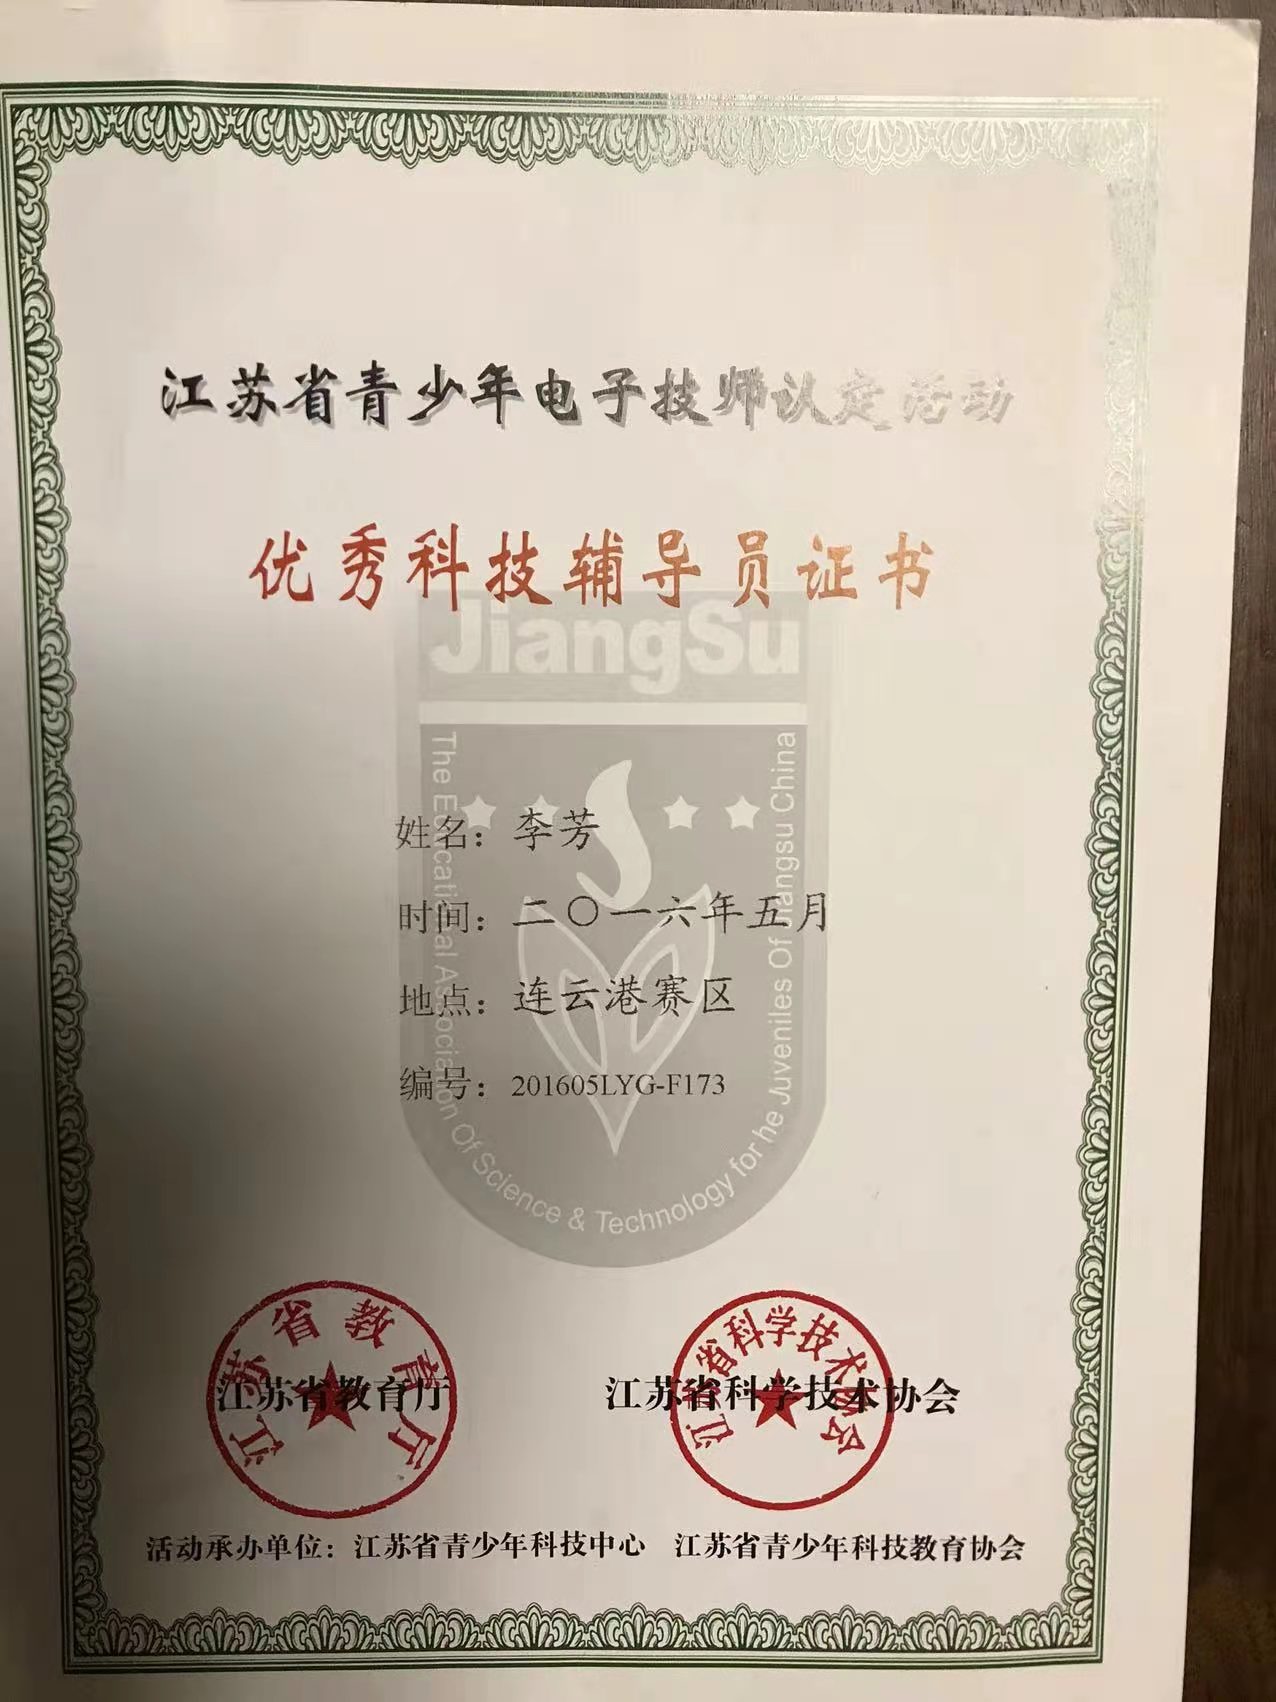 江苏省青少年电子技师认定活动
优秀科技辅导员证书
JiangSu
The Educational Association Of Science & Technology for he Juveniles Of Jiangsu China
姓名：李芳
时间：二〇一六年五月
地点：连云港赛区
编号：201605LYG-F173
江苏省教育厅
江苏省教育厅
江苏省科学技术协会
江苏省科学技术协会
活动承办单位：江苏省青少年科技中心 江苏省青少年科技教育协会